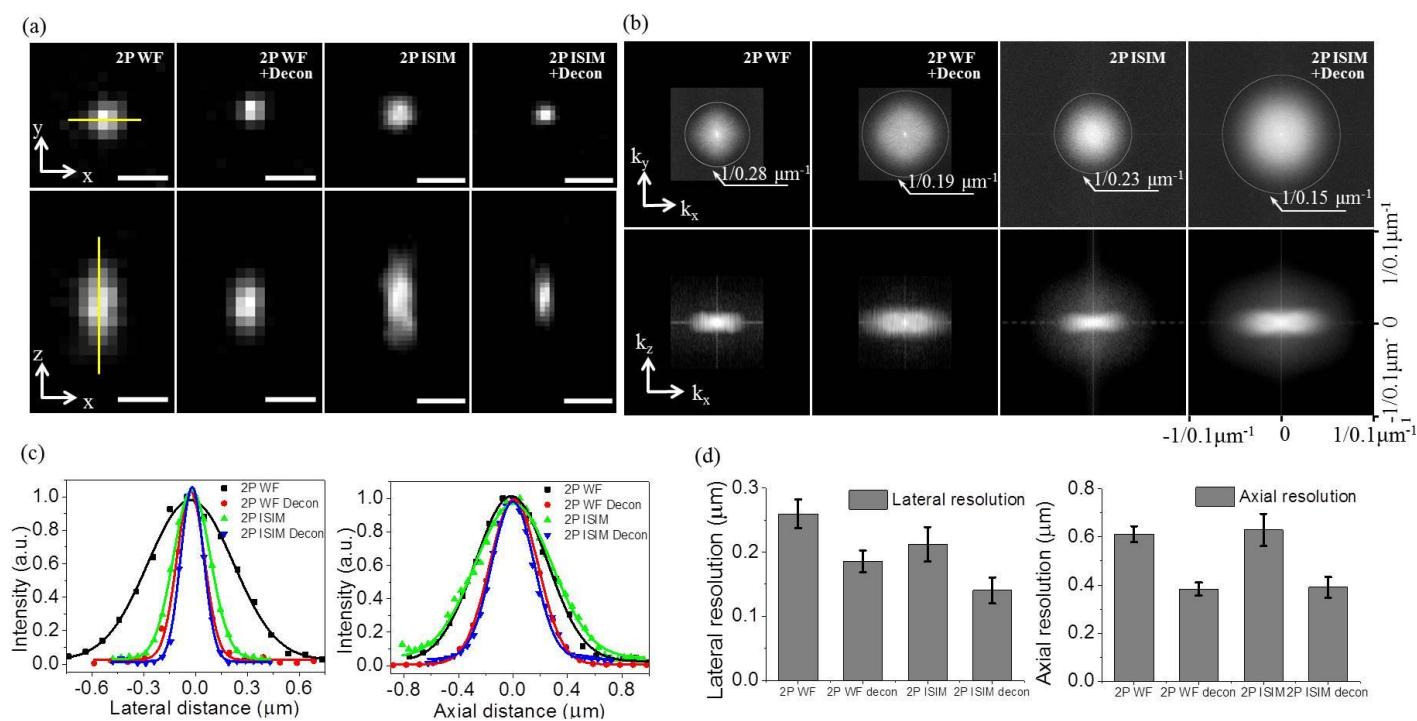 (a)
2P WF
2P WF
+Decon
2P ISIM
2P ISIM
+Decon
y
x
z
x
(b)
2P WF
2P WF
+Decon
2P ISIM
2P ISIM
+Decon
k_y
k_x
1/0.28 μm⁻¹
1/0.19 μm⁻¹
1/0.23 μm⁻¹
1/0.15 μm⁻¹
k_z
k_x
1/0.1μm⁻¹
0
-1/0.1μm⁻
-1/0.1μm⁻¹
0
1/0.1μm⁻¹
(c)
Intensity (a.u.)
1.0
0.8
0.6
0.4
0.2
0.0
2P WF
2P WF Decon
2P ISIM
2P ISIM Decon
-0.6
-0.3
0.0
0.3
0.6
Lateral distance (μm)
Intensity (a.u.)
1.0
0.8
0.6
0.4
0.2
0.0
2P WF
2P WF Decon
2P ISIM
2P ISIM Decon
-0.8
-0.4
0.0
0.4
0.8
Axial distance (μm)
(d)
Lateral resolution (μm)
0.3
0.2
0.1
0.0
Lateral resolution
2P WF
2P WF decon
2P ISIM
2P ISIM decon
Axial resolution (μm)
0.8
0.6
0.4
0.2
0.0
Axial resolution
2P WF
2P WF decon
2P ISIM
2P ISIM decon